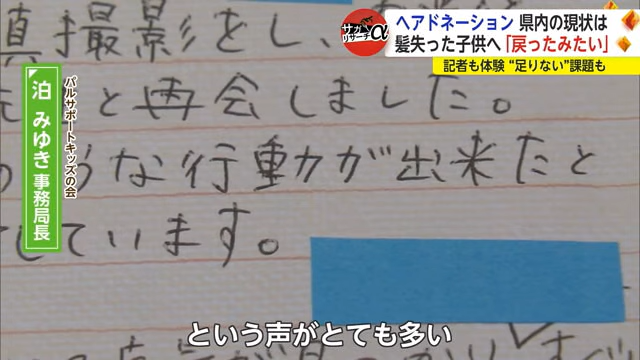 サガリサーチα
ヘアドネーション 県内の現状は
髪失った子供へ「戻ったみたい」
記者も体験 “足りない”課題も
パルサポートキッズの会
泊 みゆき 事務局長
真撮影をし、
と再会しました。
な行動力が出来たと
しています。
という声がとても多い